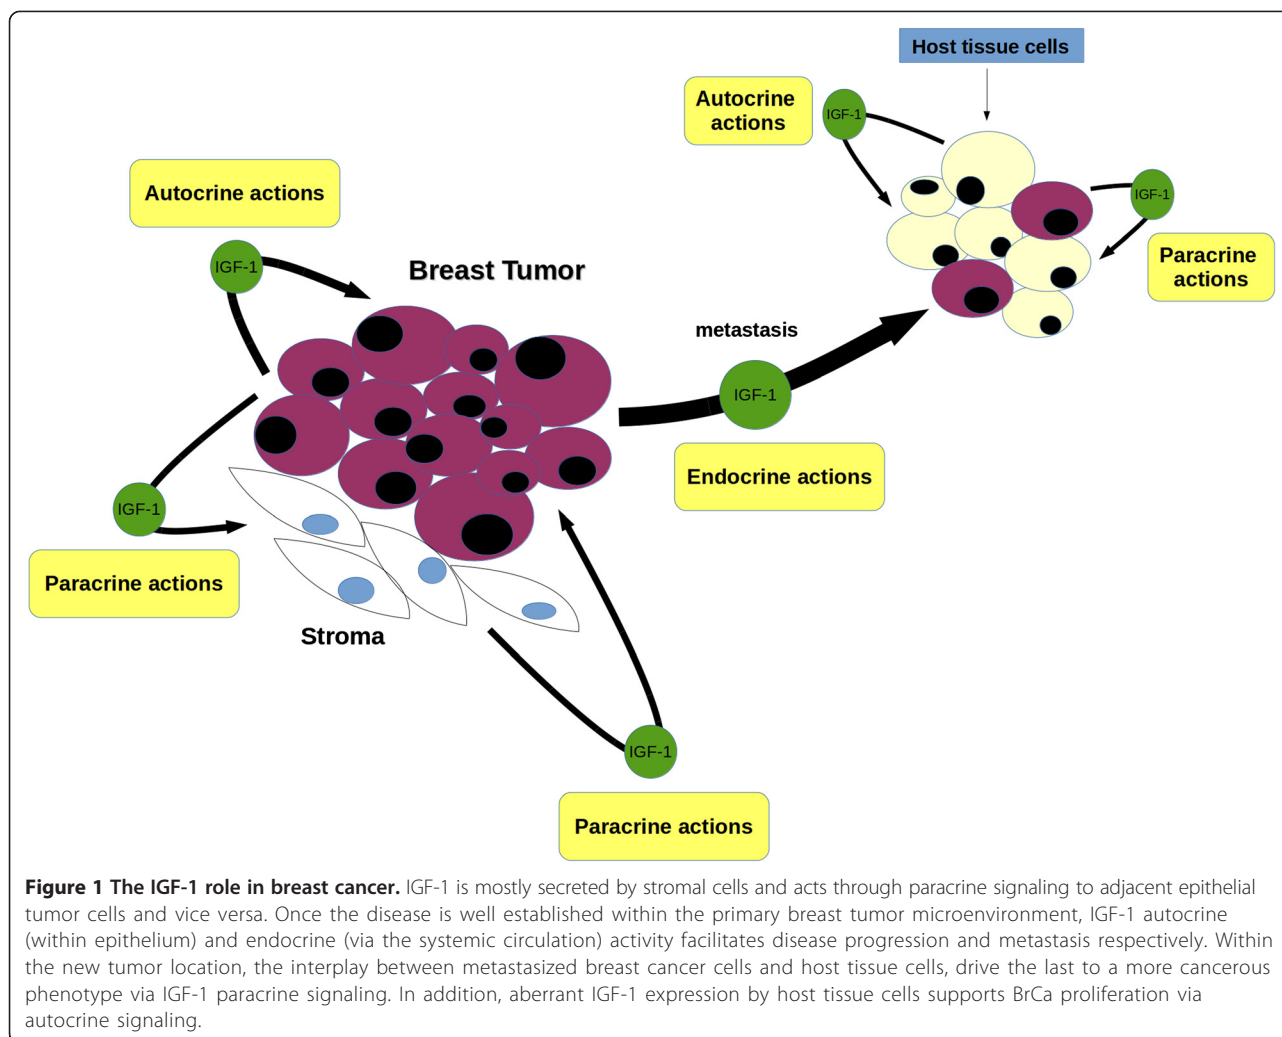 Host tissue cells
Autocrine
actions
IGF-1
IGF-1
Paracrine
actions
Autocrine actions
IGF-1
Breast Tumor
metastasis
IGF-1
Endocrine actions
IGF-1
Paracrine actions
Stroma
IGF-1
Paracrine actions
Figure 1 The IGF-1 role in breast cancer. IGF-1 is mostly secreted by stromal cells and acts through paracrine signaling to adjacent epithelial
tumor cells and vice versa. Once the disease is well established within the primary breast tumor microenvironment, IGF-1 autocrine
(within epithelium) and endocrine (via the systemic circulation) activity facilitates disease progression and metastasis respectively. Within
the new tumor location, the interplay between metastasized breast cancer cells and host tissue cells, drive the last to a more cancerous
phenotype via IGF-1 paracrine signaling. In addition, aberrant IGF-1 expression by host tissue cells supports BrCa proliferation via
autocrine signaling.